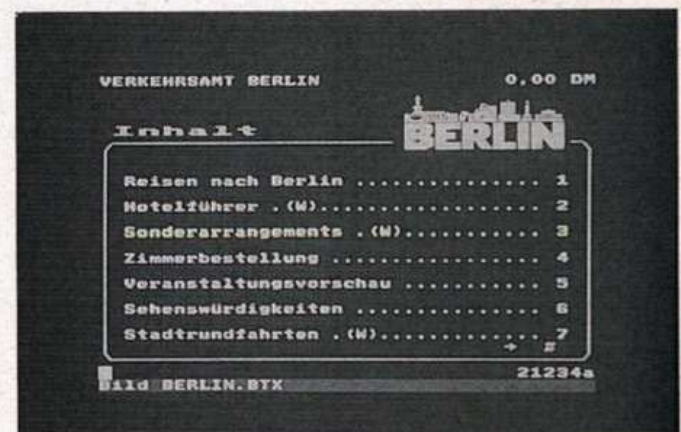 VERKEHRSAMT BERLIN 0,00 DM
Inhalt BERLIN
Reisen nach Berlin ............... 1
Hotelführer .(W).................. 2
Sonderarrangements .(W)........... 3
Zimmerbestellung ................. 4
Veranstaltungsvorschau ........... 5
Sehenswürdigkeiten ............... 6
Stadtrundfahrten .(W)............. 7
→ #
21234a
Bild BERLIN.BTX